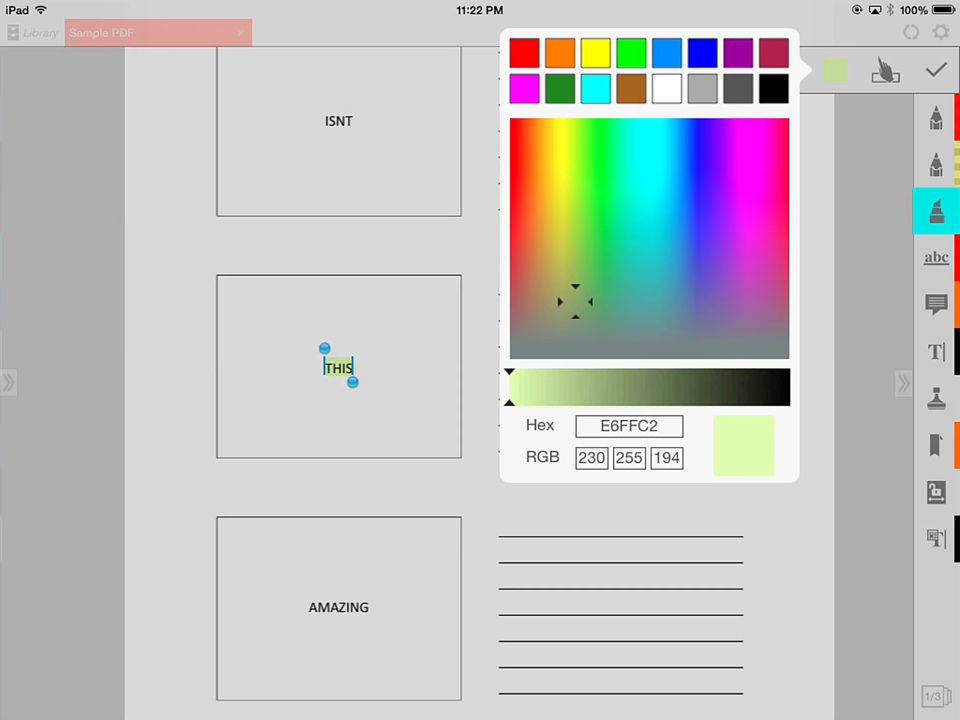 iPad 11:22 PM 100%
Library Sample PDF ×
ISNT
THIS
AMAZING
Hex E6FFC2
RGB 230 255 194
abc
T
T
1/3